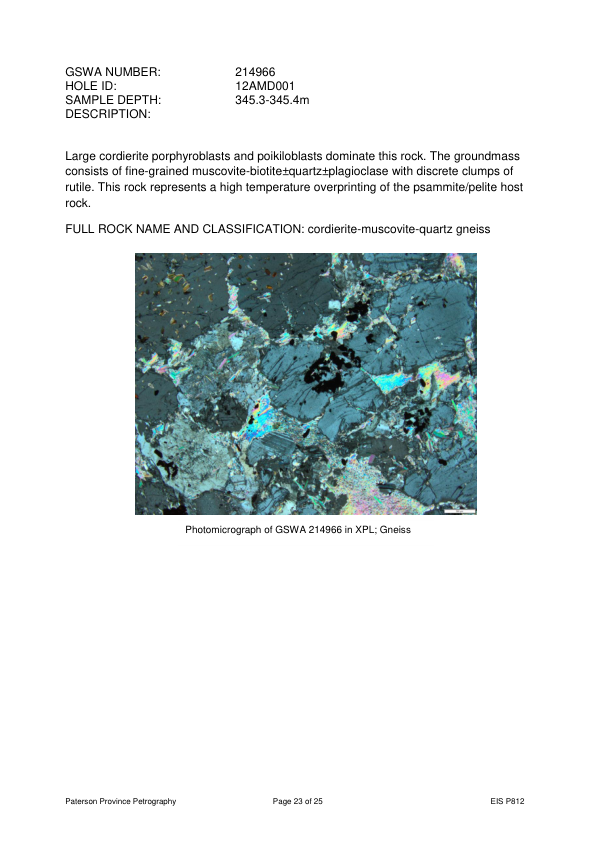 GSWA NUMBER: 214966
HOLE ID: 12AMD001
SAMPLE DEPTH: 345.3-345.4m
DESCRIPTION:
Large cordierite porphyroblasts and poikiloblasts dominate this rock. The groundmass
consists of fine-grained muscovite-biotite±quartz±plagioclase with discrete clumps of
rutile. This rock represents a high temperature overprinting of the psammite/pelite host
rock.
FULL ROCK NAME AND CLASSIFICATION: cordierite-muscovite-quartz gneiss
Photomicrograph of GSWA 214966 in XPL; Gneiss
Paterson Province Petrography Page 23 of 25 EIS P812